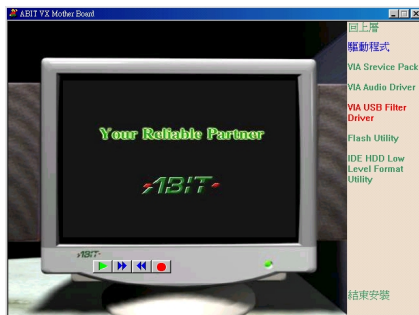 ABIT VX Mother Board
回上層
驅動程式
VIA Srevice Pack
VIA Audio Driver
VIA USB Filter
Driver
Flash Utility
IDE HDD Low
Level Format
Utility
結束安裝
Your Reliable Partner
ABIT
ABIT